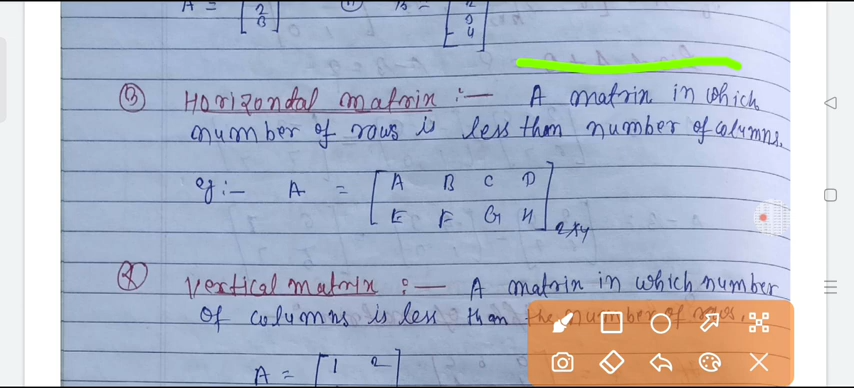 A = [ 2
3 ]
B = [ 2
3
4 ]
③ Horizondal matrix :— A matrix in which
number of rows is less than number of columns.
eg :— A = [ A B C D
E F G H ] 2×4
④ Vertical matrix :— A matrix in which number
of columns is less than the number of rows.
A = [ 1 2 ]